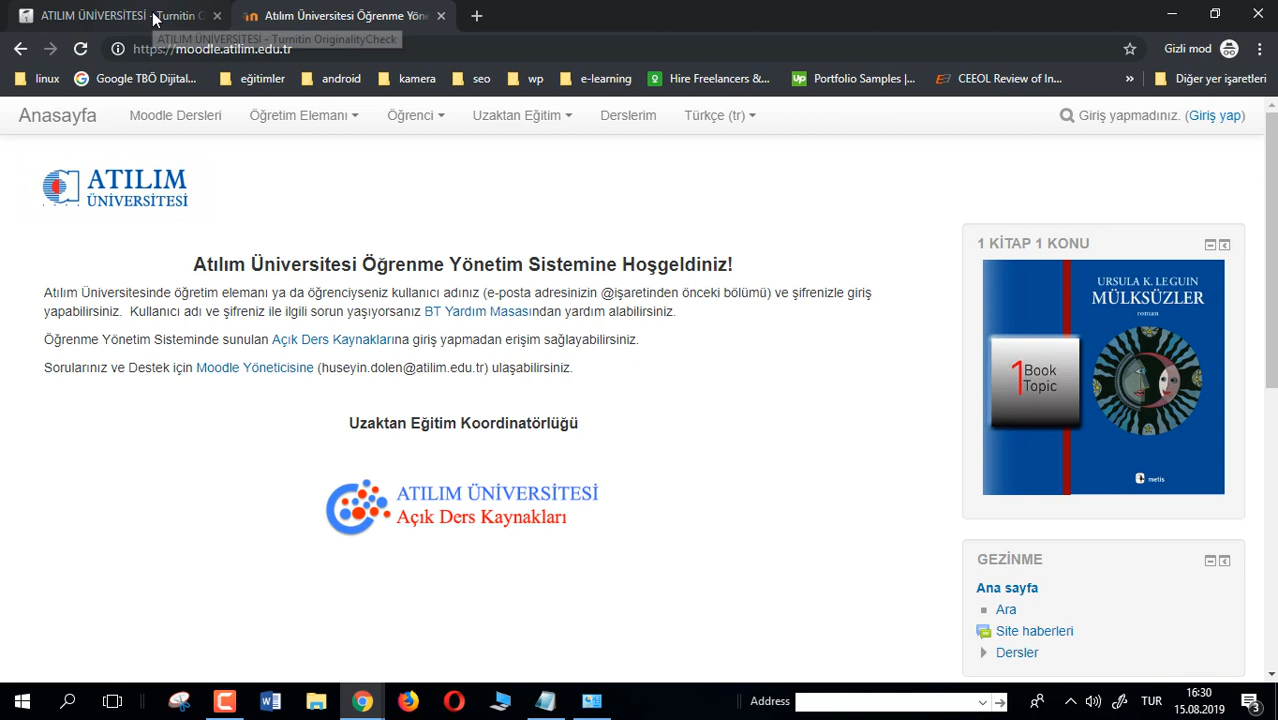 ATILIM ÜNİVERSİTESİ - Turnitin O
Atılım Üniversitesi Öğrenme Yöne
ATILIM ÜNİVERSİTESİ - Turnitin OriginalityCheck
https://moodle.atilim.edu.tr
Gizli mod
linux
Google TBÖ Dijital...
eğitimler
android
kamera
seo
wp
e-learning
Hire Freelancers &...
Portfolio Samples |...
CEEOL Review of In...
»
Diğer yer işaretleri
Anasayfa
Moodle Dersleri
Öğretim Elemanı
Öğrenci
Uzaktan Eğitim
Derslerim
Türkçe (tr)
Giriş yapmadınız. (Giriş yap)
ATILIM
ÜNİVERSİTESİ
Atılım Üniversitesi Öğrenme Yönetim Sistemine Hoşgeldiniz!
Atılım Üniversitesinde öğretim elemanı ya da öğrenciyseniz kullanıcı adınız (e-posta adresinizin @işaretinden önceki bölümü) ve şifrenizle giriş
yapabilirsiniz. Kullanıcı adı ve şifreniz ile ilgili sorun yaşıyorsanız BT Yardım Masasından yardım alabilirsiniz.
Öğrenme Yönetim Sisteminde sunulan Açık Ders Kaynaklarına giriş yapmadan erişim sağlayabilirsiniz.
Sorularınız ve Destek için Moodle Yöneticisine (huseyin.dolen@atilim.edu.tr) ulaşabilirsiniz.
Uzaktan Eğitim Koordinatörlüğü
ATILIM ÜNİVERSİTESİ
Açık Ders Kaynakları
1 KİTAP 1 KONU
URSULA K. LEGUIN
MÜLKSÜZLER
roman
1 Book
Topic
metis
GEZİNME
Ana sayfa
Ara
Site haberleri
Dersler
Address
TUR
16:30
15.08.2019
3